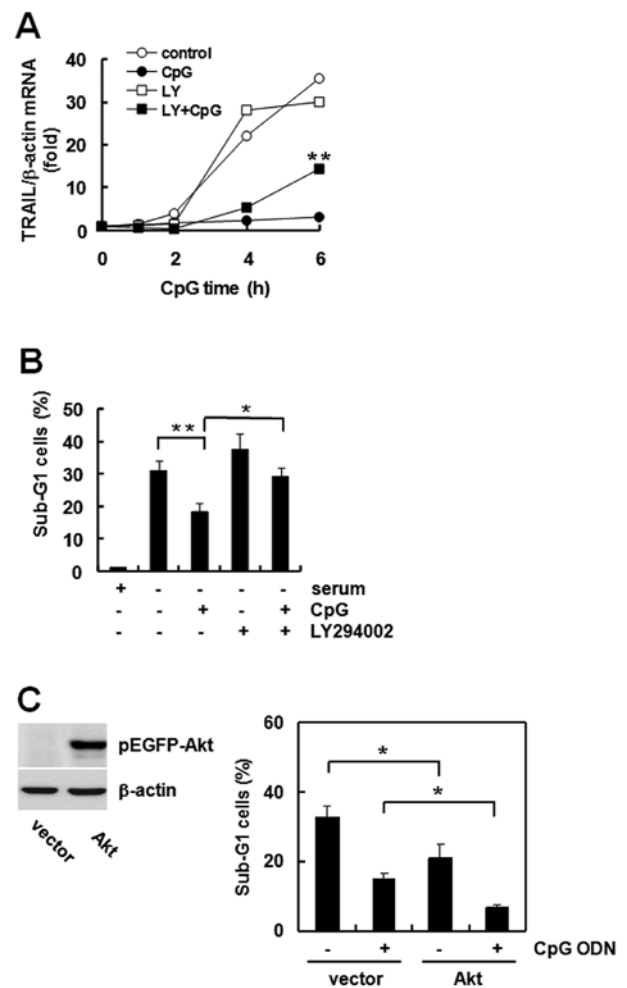 A
control
CpG
LY
LY+CpG
TRAIL/β-actin mRNA
(fold)
40
30
20
10
0
**
0 2 4 6
CpG time (h)
B
Sub-G1 cells (%)
50
40
30
20
10
0
** *
+ - - - - serum
- - + - + CpG
- - - + + LY294002
C
pEGFP-Akt
β-actin
vector Akt
Sub-G1 cells (%)
60
40
20
0
*
*
- + - + CpG ODN
vector Akt